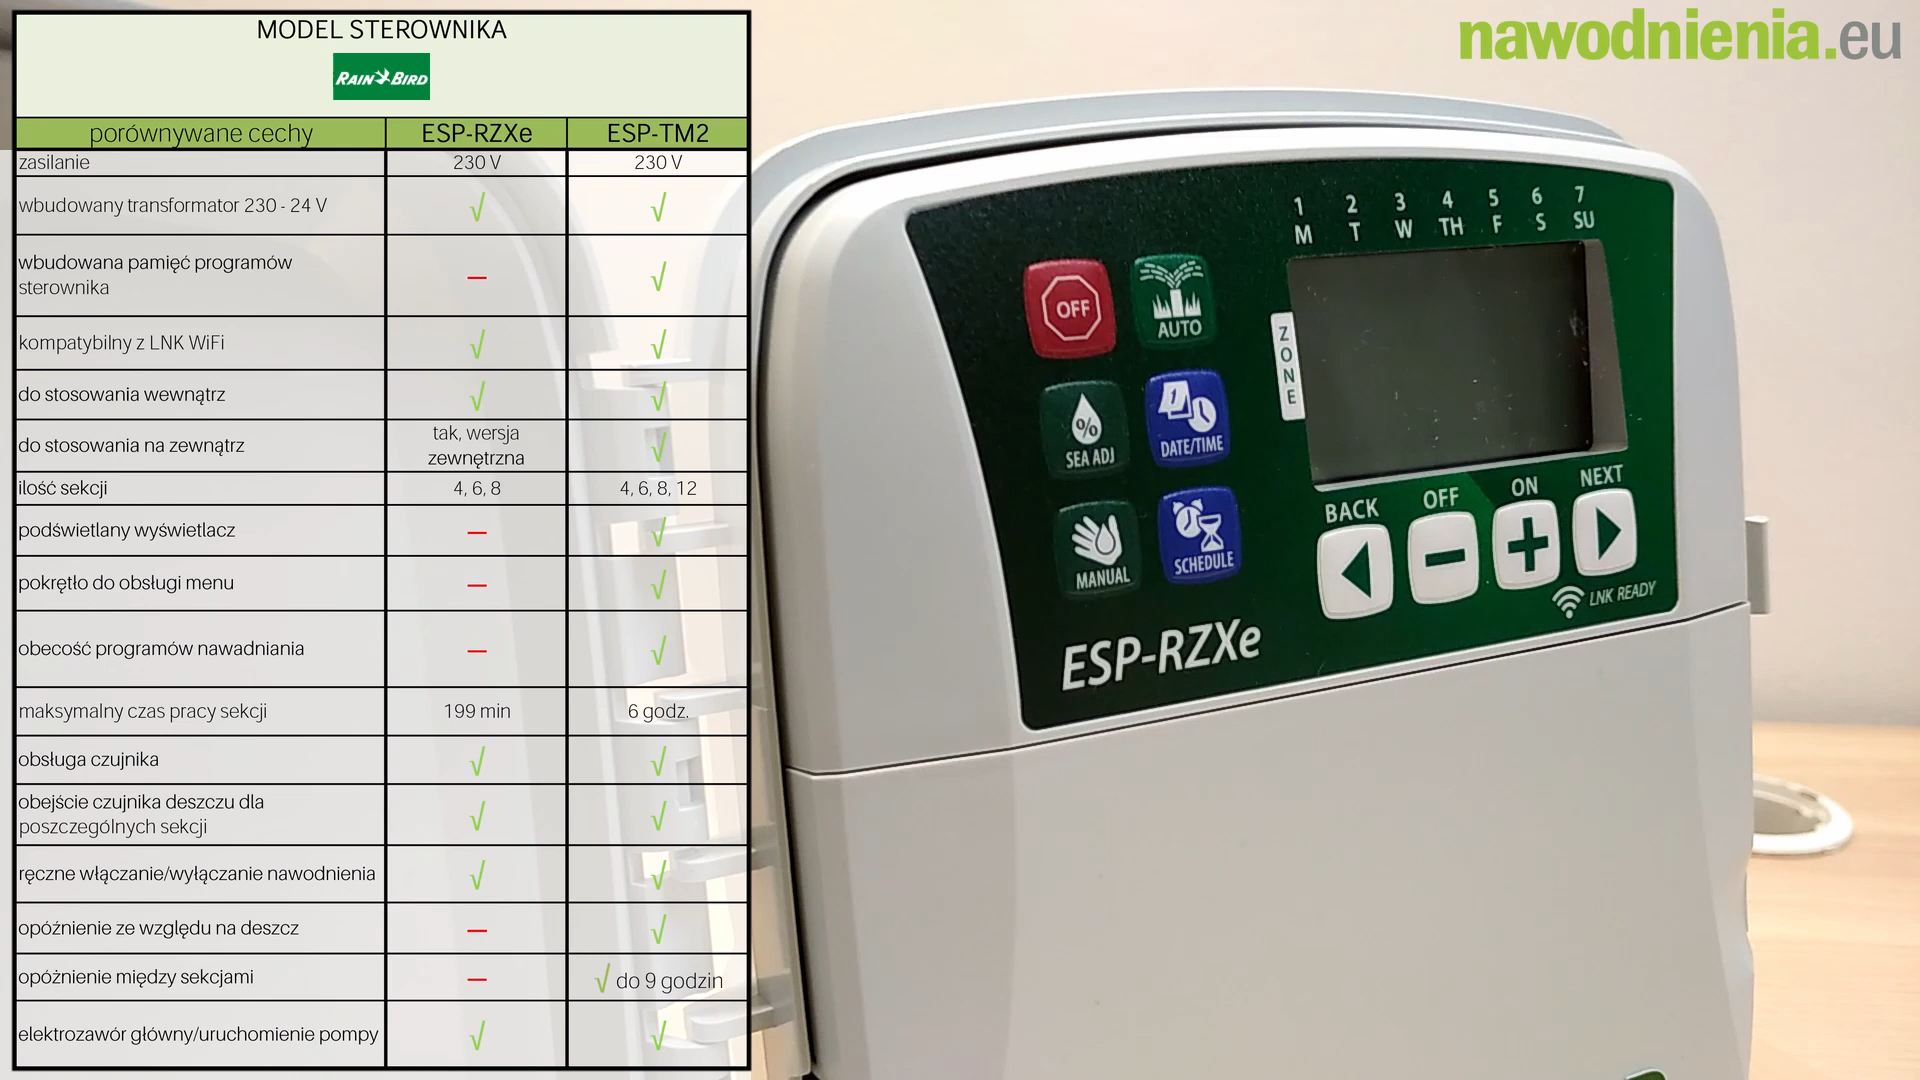 MODEL STEROWNIKA
RAIN BIRD
porównywane cechy ESP-RZXe ESP-TM2
zasilanie 230 V 230 V
wbudowany transformator 230 - 24 V √ √
wbudowana pamięć programów
sterownika – √
kompatybilny z LNK WiFi √ √
do stosowania wewnątrz √ √
do stosowania na zewnątrz tak, wersja
zewnętrzna √
ilość sekcji 4, 6, 8 4, 6, 8, 12
podświetlany wyświetlacz – √
pokrętło do obsługi menu – √
obecość programów nawadniania – √
maksymalny czas pracy sekcji 199 min 6 godz.
obsługa czujnika √ √
obejście czujnika deszczu dla
poszczególnych sekcji √ √
ręczne włączanie/wyłączanie nawodnienia √ √
opóźnienie ze względu na deszcz – √
opóżnienie między sekcjami – √ do 9 godzin
elektrozawór główny/uruchomienie pompy √ √
nawodnienia.eu
1 2 3 4 5 6 7
M T W TH F S SU
OFF
AUTO
ZONE
% SEA ADJ
1 DATE/TIME
MANUAL
SCHEDULE
BACK OFF ON NEXT
LNK READY
ESP-RZXe